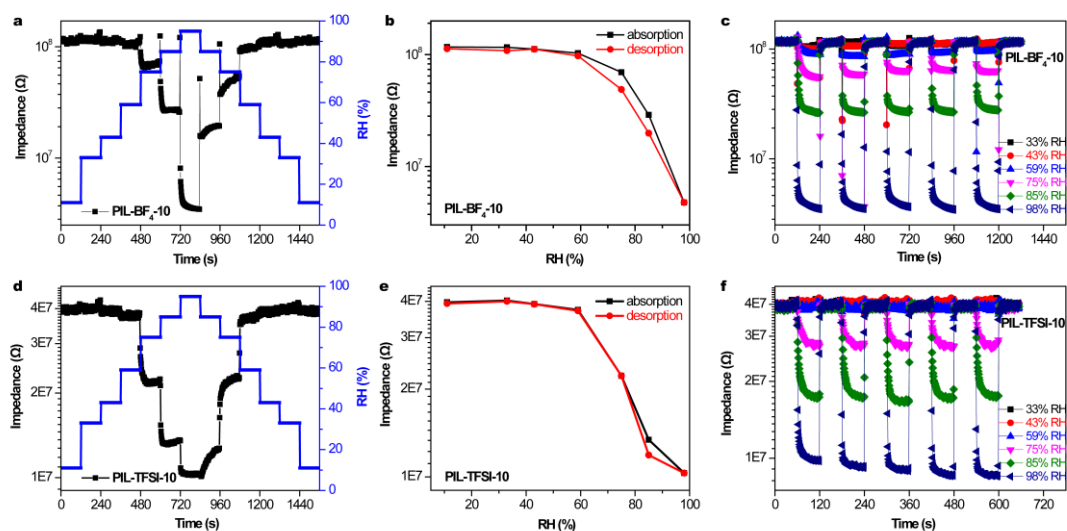 a
Impedance (Ω)
10⁸
10⁷
100
80
60
40
20
0
RH (%)
PIL-BF₄-10
0 240 480 720 960 1200 1440
Time (s)
b
Impedance (Ω)
10⁸
10⁷
absorption
desorption
PIL-BF₄-10
0 20 40 60 80 100
RH (%)
c
Impedance (Ω)
10⁸
10⁷
PIL-BF₄-10
33% RH
43% RH
59% RH
75% RH
85% RH
98% RH
0 240 480 720 960 1200 1440
Time (s)
d
Impedance (Ω)
4E7
3E7
2E7
1E7
100
80
60
40
20
0
RH (%)
PIL-TFSI-10
0 240 480 720 960 1200 1440
Time (s)
e
Impedance (Ω)
4E7
3E7
2E7
1E7
absorption
desorption
PIL-TFSI-10
0 20 40 60 80 100
RH (%)
f
Impedance (Ω)
4E7
3E7
2E7
1E7
PIL-TFSI-10
33% RH
43% RH
59% RH
75% RH
85% RH
98% RH
0 120 240 360 480 600 720
Time (s)